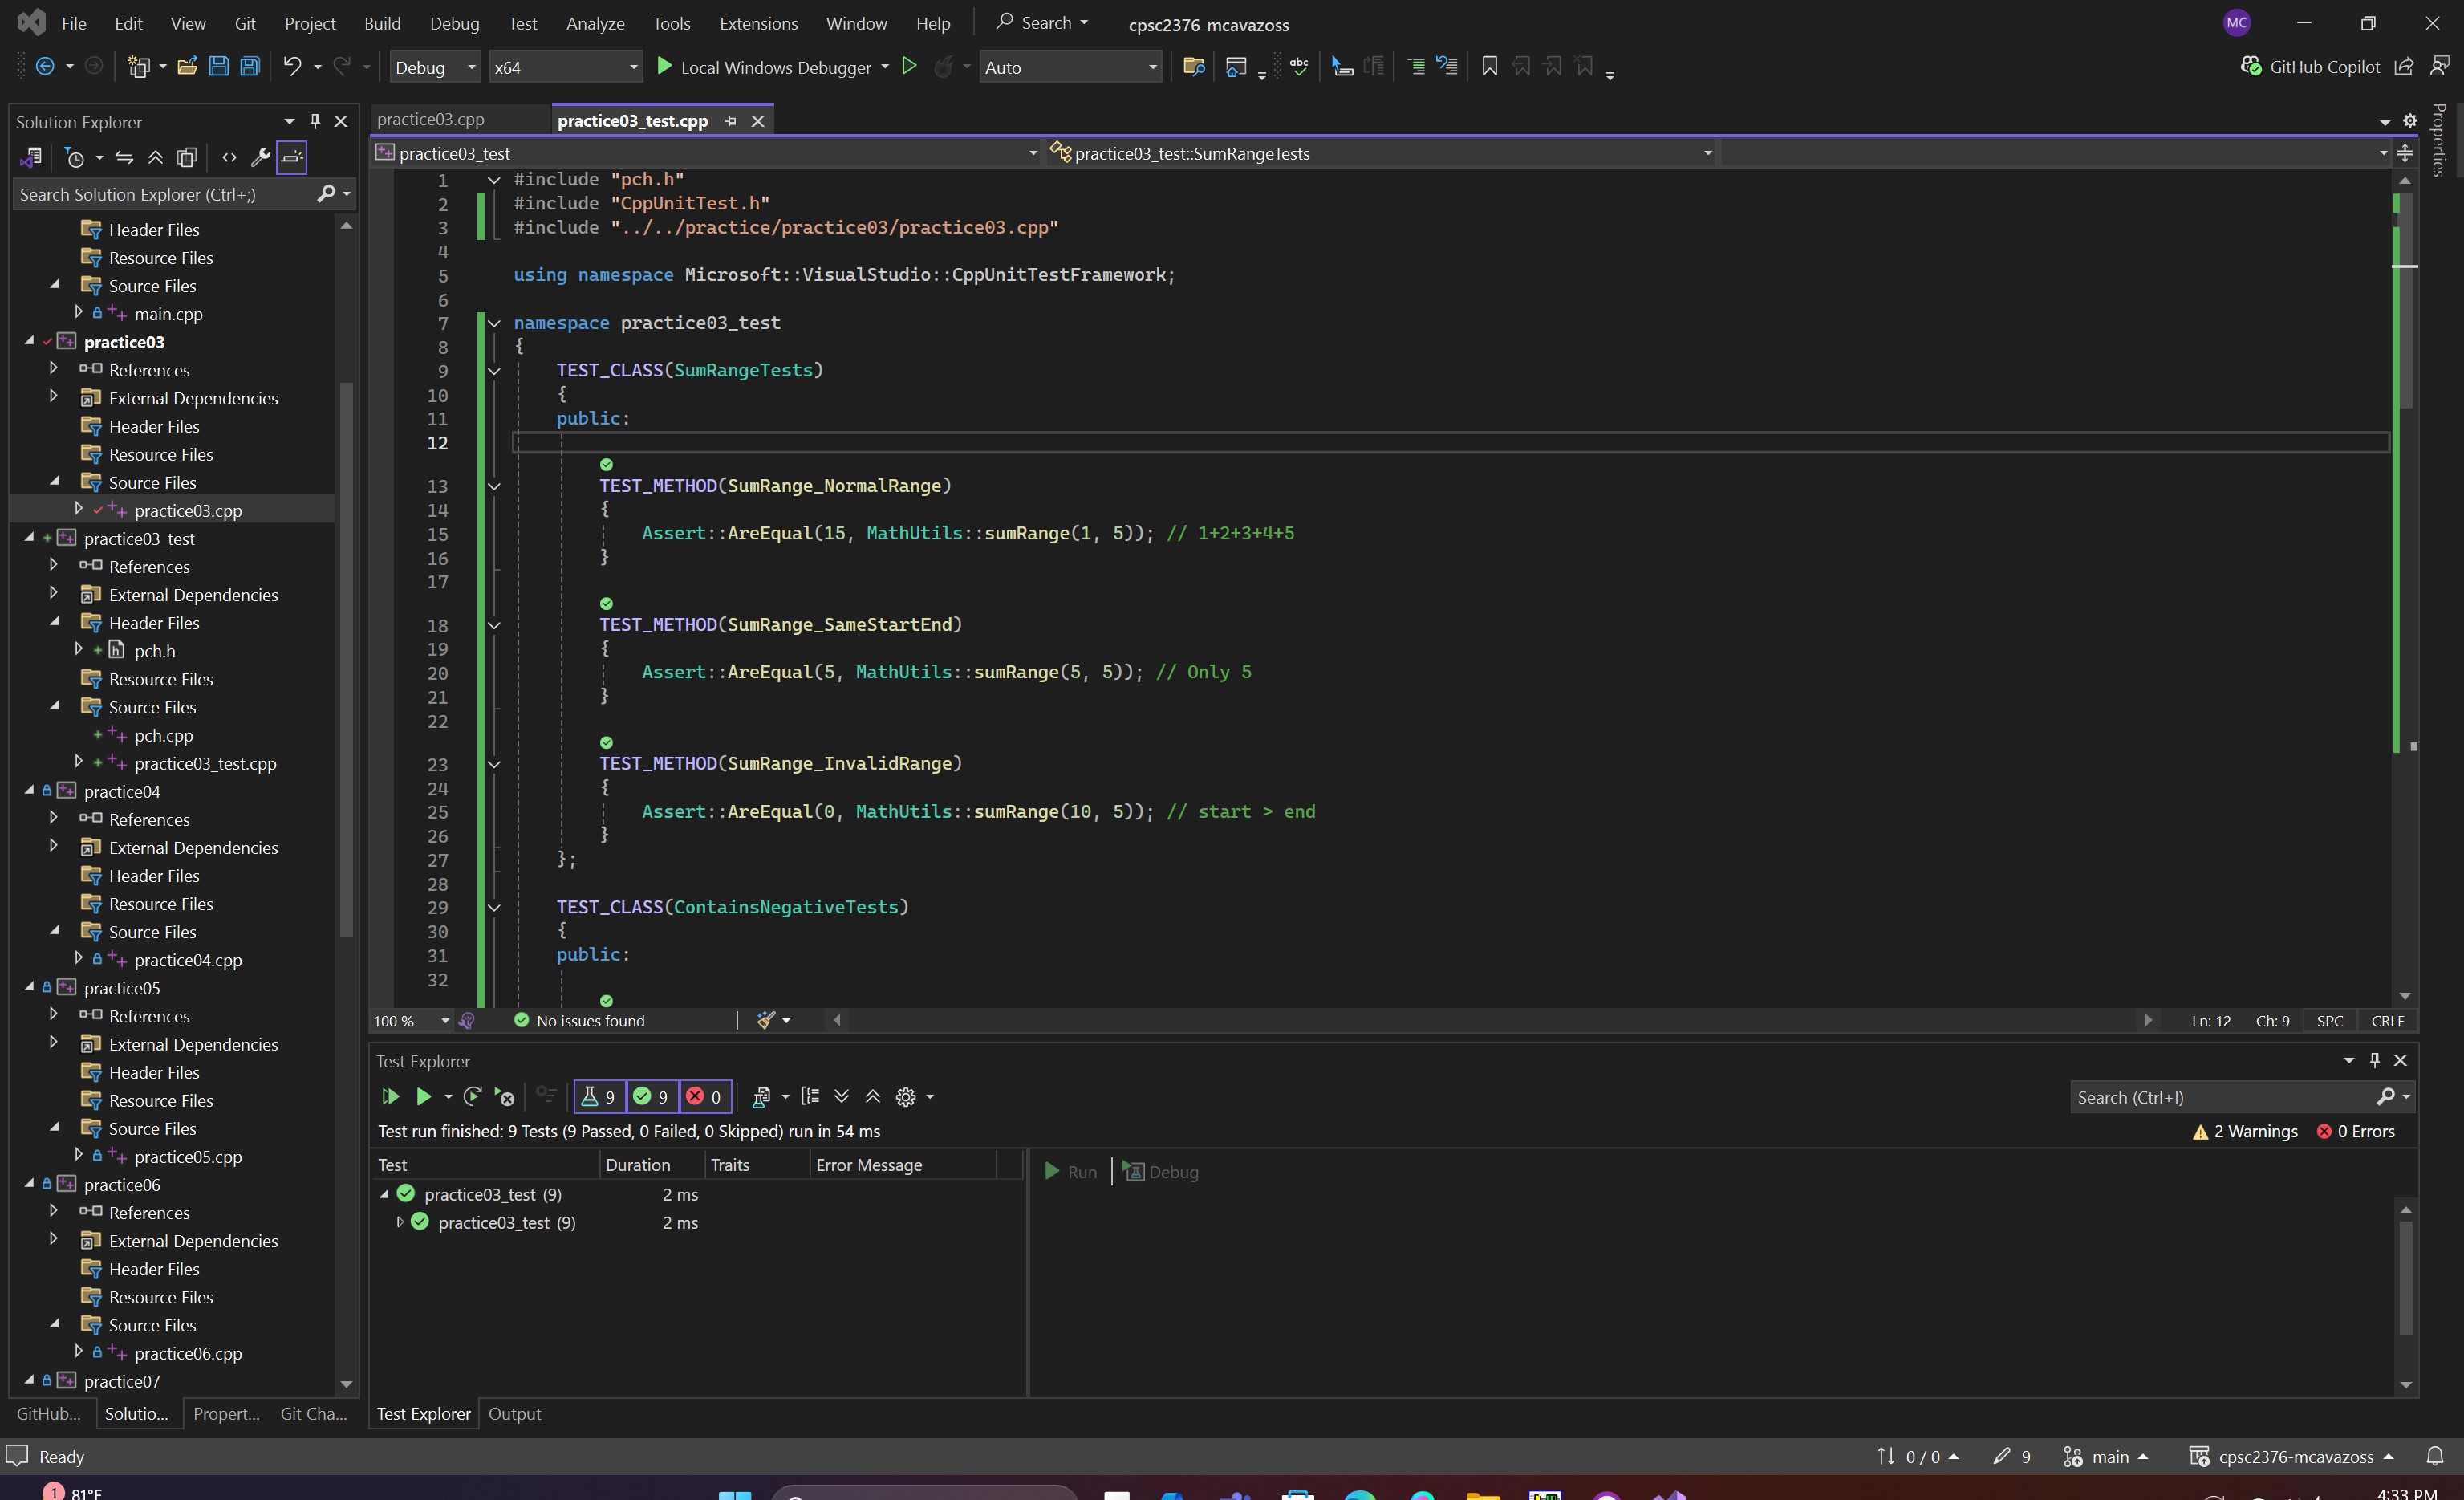 File Edit View Git Project Build Debug Test Analyze Tools Extensions Window Help Search cpsc2376-mcavazoss MC
Debug x64 Local Windows Debugger Auto abc GitHub Copilot
Solution Explorer
Search Solution Explorer (Ctrl+;)
Header Files
Resource Files
Source Files
main.cpp
practice03
References
External Dependencies
Header Files
Resource Files
Source Files
practice03.cpp
practice03_test
References
External Dependencies
Header Files
pch.h
Resource Files
Source Files
pch.cpp
practice03_test.cpp
practice04
References
External Dependencies
Header Files
Resource Files
Source Files
practice04.cpp
practice05
References
External Dependencies
Header Files
Resource Files
Source Files
practice05.cpp
practice06
References
External Dependencies
Header Files
Resource Files
Source Files
practice06.cpp
practice07
GitHub... Solutio... Propert... Git Cha...
practice03.cpp practice03_test.cpp
practice03_test practice03_test::SumRangeTests
Properties
1 #include "pch.h"
2 #include "CppUnitTest.h"
3 #include "../../practice/practice03/practice03.cpp"
4
5 using namespace Microsoft::VisualStudio::CppUnitTestFramework;
6
7 namespace practice03_test
8 {
9 TEST_CLASS(SumRangeTests)
10 {
11 public:
12
13 TEST_METHOD(SumRange_NormalRange)
14 {
15 Assert::AreEqual(15, MathUtils::sumRange(1, 5)); // 1+2+3+4+5
16 }
17
18 TEST_METHOD(SumRange_SameStartEnd)
19 {
20 Assert::AreEqual(5, MathUtils::sumRange(5, 5)); // Only 5
21 }
22
23 TEST_METHOD(SumRange_InvalidRange)
24 {
25 Assert::AreEqual(0, MathUtils::sumRange(10, 5)); // start > end
26 }
27 };
28
29 TEST_CLASS(ContainsNegativeTests)
30 {
31 public:
32
100 % No issues found Ln: 12 Ch: 9 SPC CRLF
Test Explorer
9 9 0 Search (Ctrl+I)
Test run finished: 9 Tests (9 Passed, 0 Failed, 0 Skipped) run in 54 ms 2 Warnings 0 Errors
Test Duration Traits Error Message Run Debug
practice03_test (9) 2 ms
practice03_test (9) 2 ms
Test Explorer Output
Ready 0 / 0 9 main cpsc2376-mcavazoss
1 81°F 4:33 PM